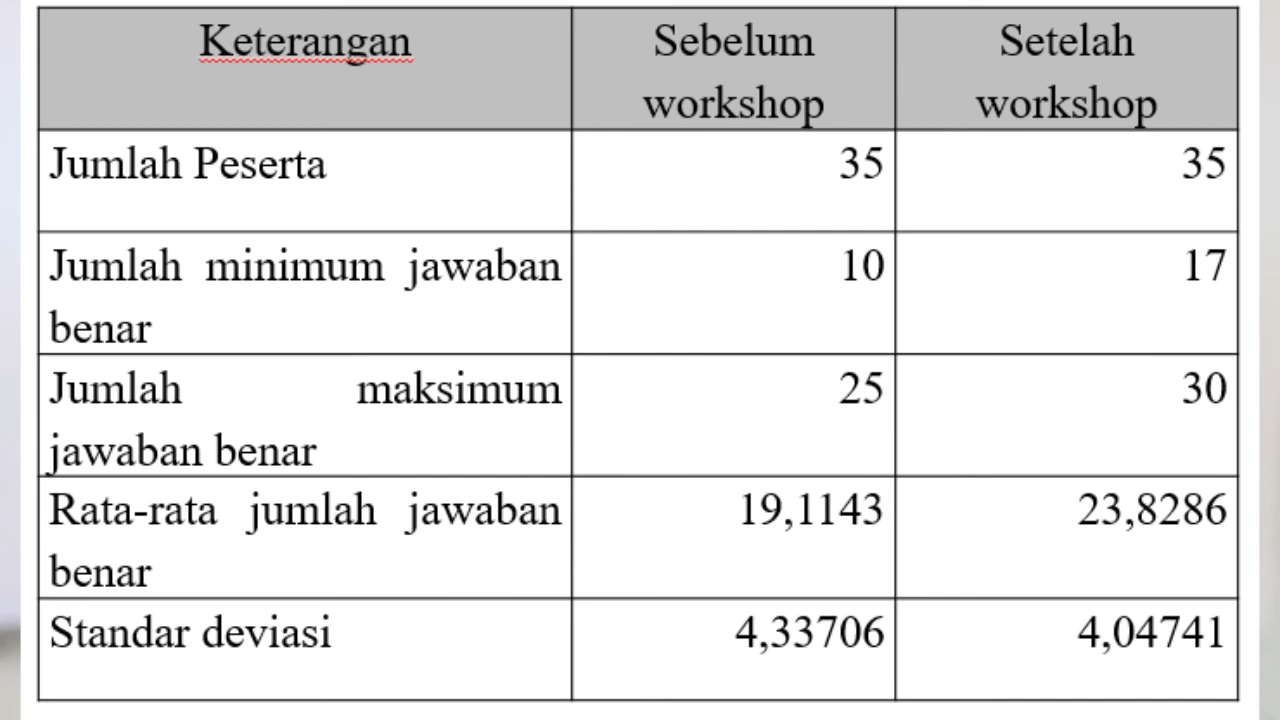 Keterangan
Sebelum
workshop
Setelah
workshop
Jumlah Peserta
35
35
Jumlah minimum jawaban
benar
10
17
Jumlah maksimum
jawaban benar
25
30
Rata-rata jumlah jawaban
benar
19,1143
23,8286
Standar deviasi
4,33706
4,04741